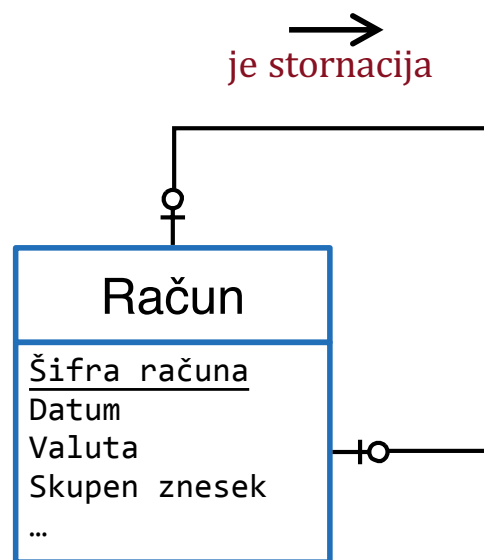 je stornacija
Račun
Šifra računa
Datum
Valuta
Skupen znesek
…